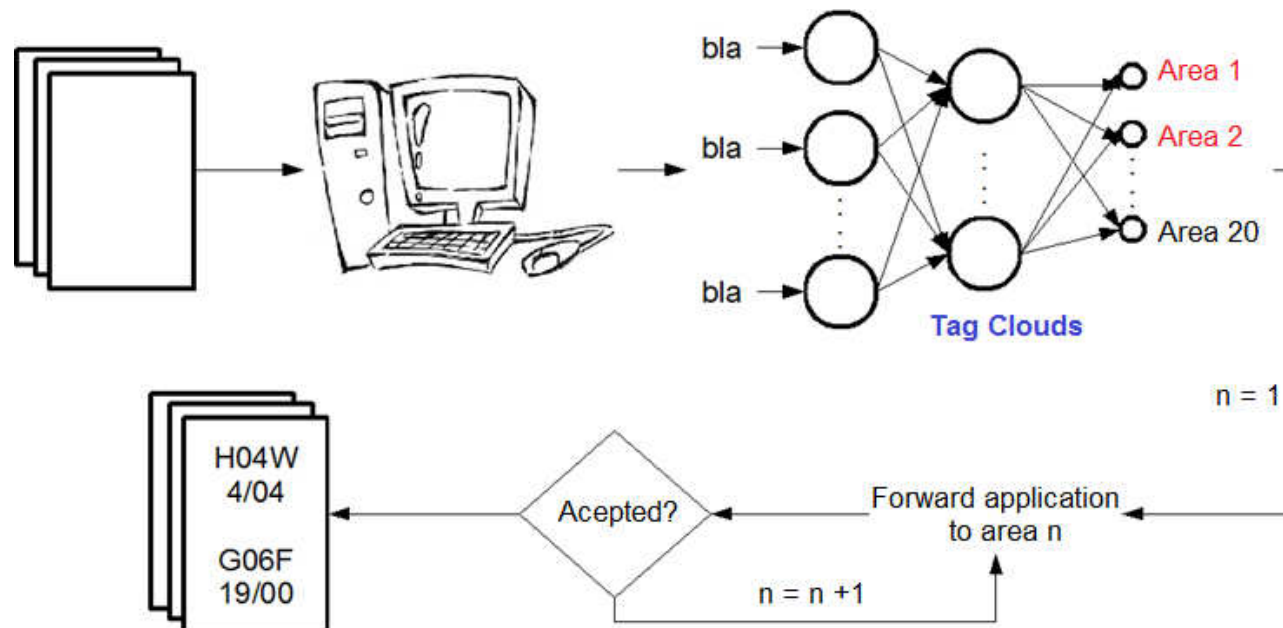 bla
bla
bla
Area 1
Area 2
Area 20
Tag Clouds
n = 1
Forward application
to area n
Acepted?
n = n +1
H04W
4/04
G06F
19/00